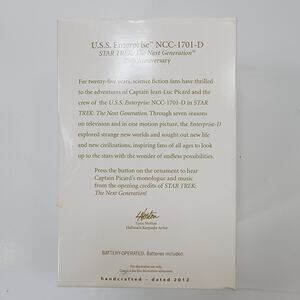 U.S.S. Enterprise™ NCC-1701-D
STAR TREK: The Next Generation™
25th Anniversary
For twenty-five years, science fiction fans have thrilled
to the adventures of Captain Jean-Luc Picard and the
crew of the U.S.S. Enterprise NCC-1701-D in STAR
TREK: The Next Generation. Through seven seasons
on television and in one motion picture, the Enterprise-D
explored strange new worlds and sought out new life
and new civilizations, inspiring fans of all ages to look
up to the stars with the wonder of endless possibilities.
Press the button on the ornament to hear
Captain Picard's monologue and music
from the opening credits of STAR TREK:
The Next Generation!
Lynn Norton
Hallmark Keepsake Artist
BATTERY-OPERATED. Batteries included.
For decorative use only.
handcrafted – dated 2012